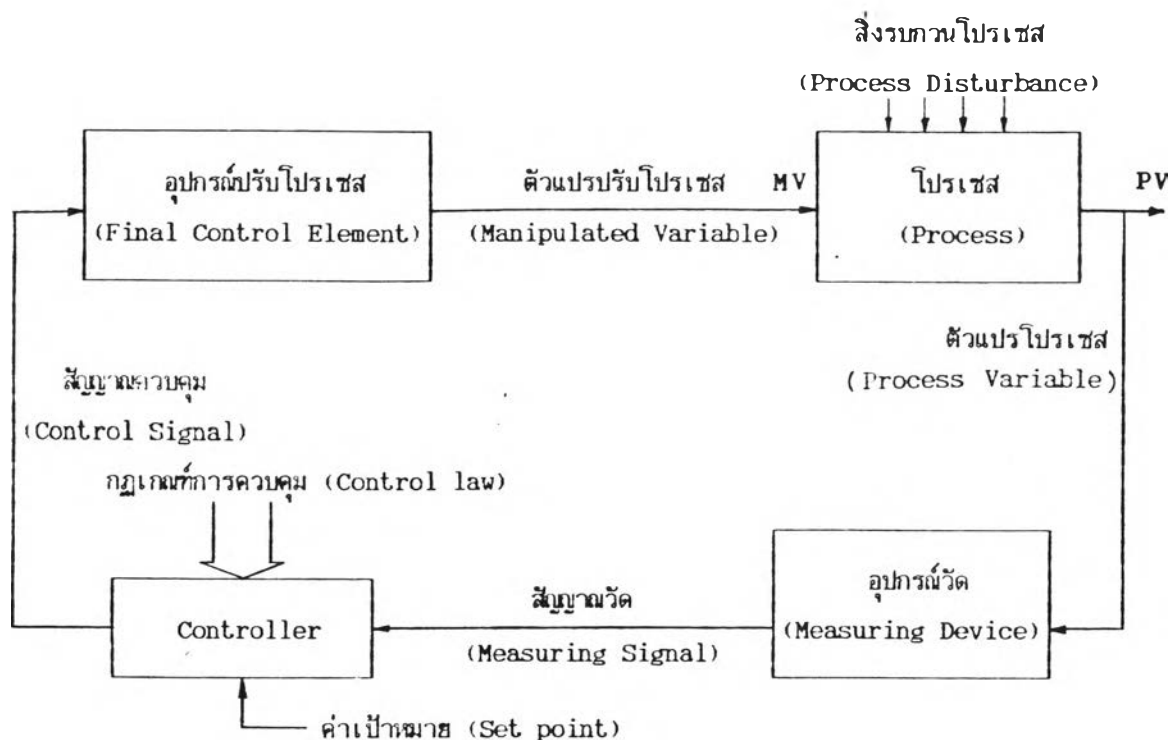 สิ่งรบกวนโปรเซส
(Process Disturbance)
อุปกรณ์ปรับโปรเซส
(Final Control Element)
ตัวแปรปรับโปรเซส
(Manipulated Variable)
MV
โปรเซส
(Process)
PV
ตัวแปรโปรเซส
(Process Variable)
สัญญาณควบคุม
(Control Signal)
กฎเกณฑ์การควบคุม (Control law)
Controller
สัญญาณวัด
(Measuring Signal)
อุปกรณ์วัด
(Measuring Device)
ค่าเป้าหมาย (Set point)